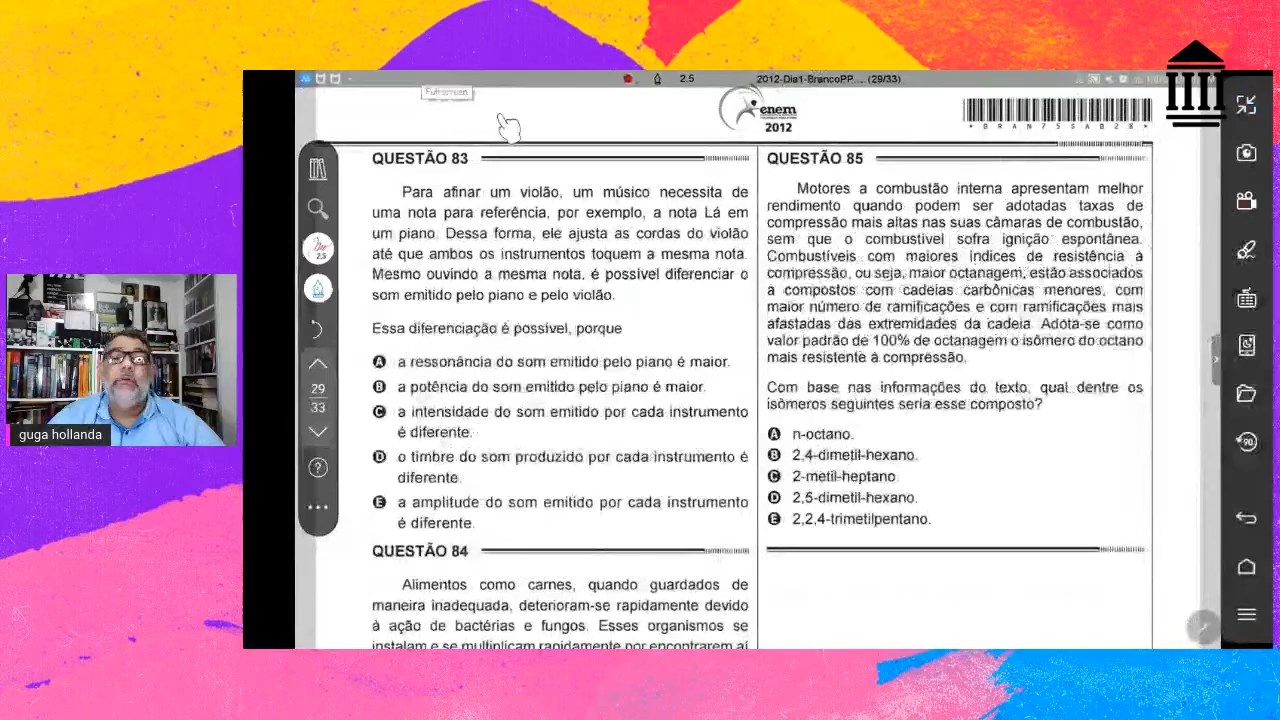 2.5
2012-Dia1-BrancoPP.... (29/33)
Fullscreen
enem
2012
2.5
29
33
guga hollanda
QUESTÃO 83
Para afinar um violão, um músico necessita de
uma nota para referência, por exemplo, a nota Lá em
um piano. Dessa forma, ele ajusta as cordas do violão
até que ambos os instrumentos toquem a mesma nota.
Mesmo ouvindo a mesma nota, é possível diferenciar o
som emitido pelo piano e pelo violão.
Essa diferenciação é possível, porque
A a ressonância do som emitido pelo piano é maior.
B a potência do som emitido pelo piano é maior.
C a intensidade do som emitido por cada instrumento
é diferente.
D o timbre do som produzido por cada instrumento é
diferente.
E a amplitude do som emitido por cada instrumento
é diferente.
QUESTÃO 84
Alimentos como carnes, quando guardados de
maneira inadequada, deterioram-se rapidamente devido
à ação de bactérias e fungos. Esses organismos se
instalam e se multiplicam rapidamente por encontrarem aí
QUESTÃO 85
Motores a combustão interna apresentam melhor
rendimento quando podem ser adotadas taxas de
compressão mais altas nas suas câmaras de combustão,
sem que o combustível sofra ignição espontânea.
Combustíveis com maiores índices de resistência à
compressão, ou seja, maior octanagem, estão associados
a compostos com cadeias carbônicas menores, com
maior número de ramificações e com ramificações mais
afastadas das extremidades da cadeia. Adota-se como
valor padrão de 100% de octanagem o isômero do octano
mais resistente à compressão.
Com base nas informações do texto, qual dentre os
isômeros seguintes seria esse composto?
A n-octano.
B 2,4-dimetil-hexano.
C 2-metil-heptano.
D 2,5-dimetil-hexano.
E 2,2,4-trimetilpentano.